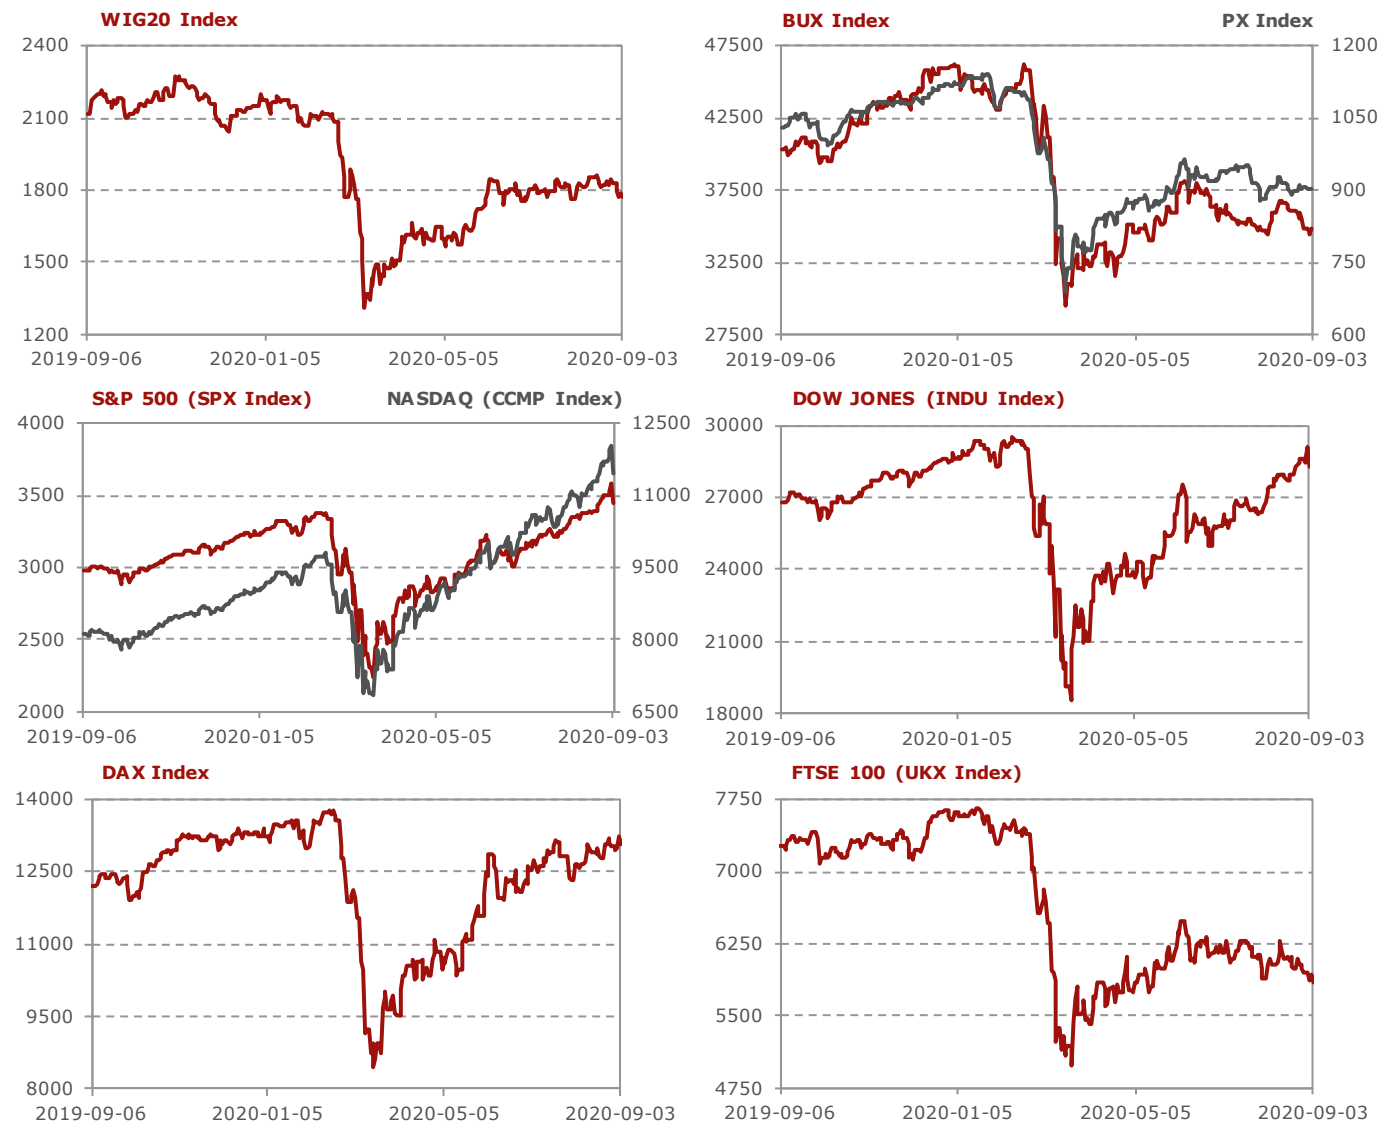 WIG20 Index
2400
2100
1800
1500
1200
2019-09-06 2020-01-05 2020-05-05 2020-09-03
BUX Index PX Index
47500 1200
42500 1050
37500 900
32500 750
27500 600
2019-09-06 2020-01-05 2020-05-05 2020-09-03
S&P 500 (SPX Index) NASDAQ (CCMP Index)
4000 12500
3500 11000
3000 9500
2500 8000
2000 6500
2019-09-06 2020-01-05 2020-05-05 2020-09-03
DOW JONES (INDU Index)
30000
27000
24000
21000
18000
2019-09-06 2020-01-05 2020-05-05 2020-09-03
DAX Index
14000
12500
11000
9500
8000
2019-09-06 2020-01-05 2020-05-05 2020-09-03
FTSE 100 (UKX Index)
7750
7000
6250
5500
4750
2019-09-06 2020-01-05 2020-05-05 2020-09-03